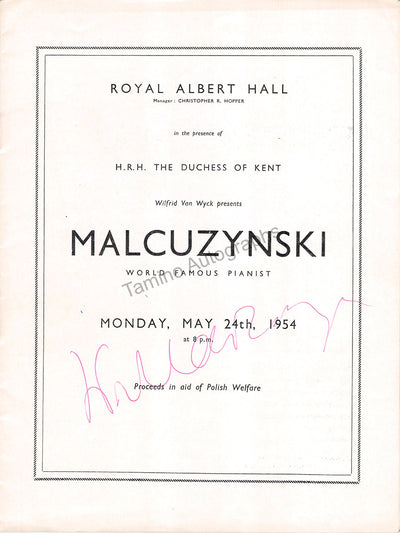 ROYAL ALBERT HALL
Manager: CHRISTOPHER R. HOPPER
in the presence of
H.R.H. THE DUCHESS OF KENT
Wilfrid Van Wyck presents
MALCUZYNSKI
WORLD FAMOUS PIANIST
Tamino Autographs
MONDAY, MAY 24th, 1954
at 8 p.m.
Proceeds in aid of Polish Welfare